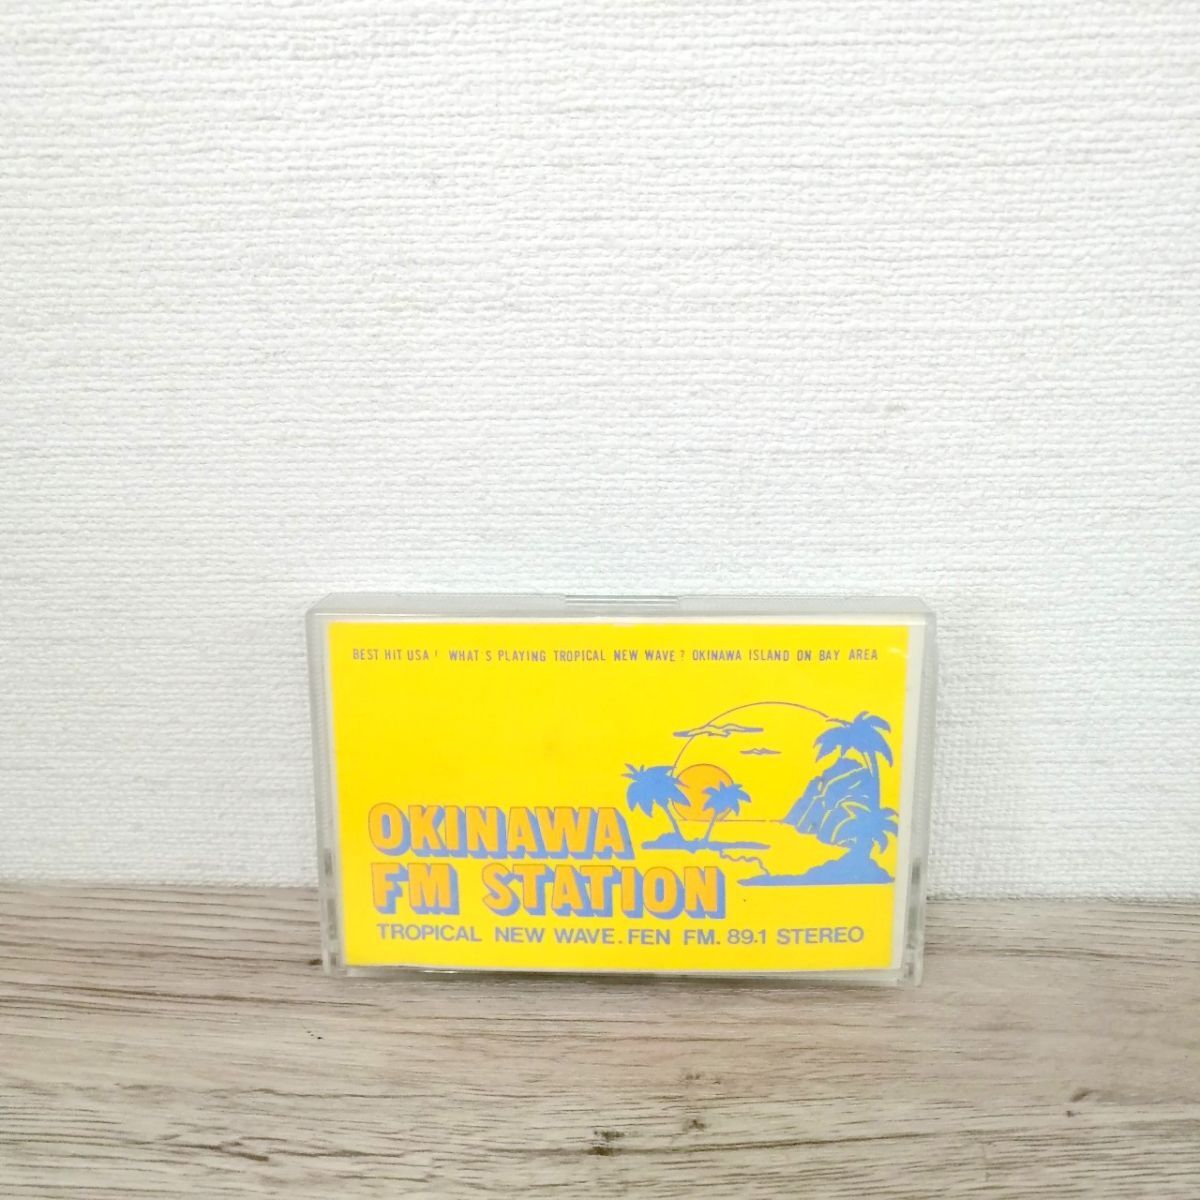 BEST HIT USA! WHAT'S PLAYING TROPICAL NEW WAVE? OKINAWA ISLAND ON BAY AREA
OKINAWA
FM STATION
TROPICAL NEW WAVE. FEN FM. 89.1 STEREO